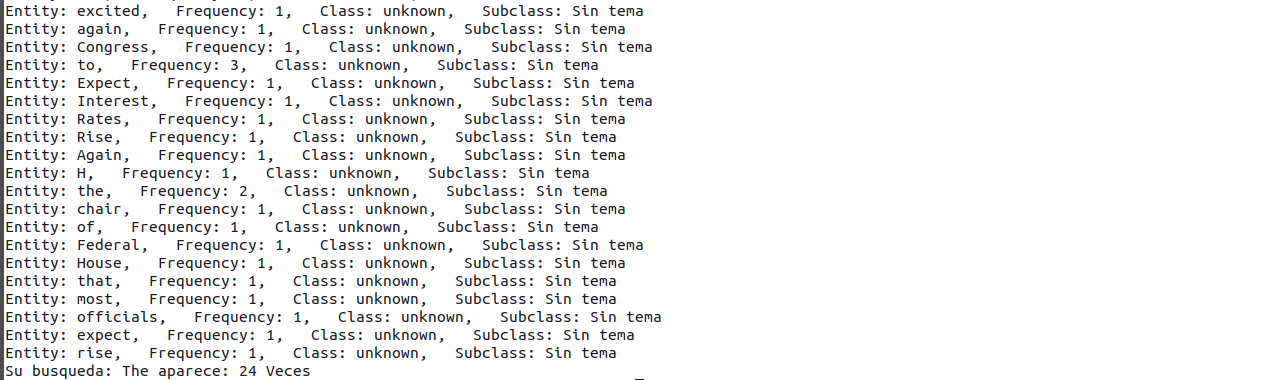 Entity: excited,   Frequency: 1,   Class: unknown,   Subclass: Sin tema
Entity: again,   Frequency: 1,   Class: unknown,   Subclass: Sin tema
Entity: Congress,   Frequency: 1,   Class: unknown,   Subclass: Sin tema
Entity: to,   Frequency: 3,   Class: unknown,   Subclass: Sin tema
Entity: Expect,   Frequency: 1,   Class: unknown,   Subclass: Sin tema
Entity: Interest,   Frequency: 1,   Class: unknown,   Subclass: Sin tema
Entity: Rates,   Frequency: 1,   Class: unknown,   Subclass: Sin tema
Entity: Rise,   Frequency: 1,   Class: unknown,   Subclass: Sin tema
Entity: Again,   Frequency: 1,   Class: unknown,   Subclass: Sin tema
Entity: H,   Frequency: 1,   Class: unknown,   Subclass: Sin tema
Entity: the,   Frequency: 2,   Class: unknown,   Subclass: Sin tema
Entity: chair,   Frequency: 1,   Class: unknown,   Subclass: Sin tema
Entity: of,   Frequency: 1,   Class: unknown,   Subclass: Sin tema
Entity: Federal,   Frequency: 1,   Class: unknown,   Subclass: Sin tema
Entity: House,   Frequency: 1,   Class: unknown,   Subclass: Sin tema
Entity: that,   Frequency: 1,   Class: unknown,   Subclass: Sin tema
Entity: most,   Frequency: 1,   Class: unknown,   Subclass: Sin tema
Entity: officials,   Frequency: 1,   Class: unknown,   Subclass: Sin tema
Entity: expect,   Frequency: 1,   Class: unknown,   Subclass: Sin tema
Entity: rise,   Frequency: 1,   Class: unknown,   Subclass: Sin tema
Su busqueda: The aparece: 24 Veces